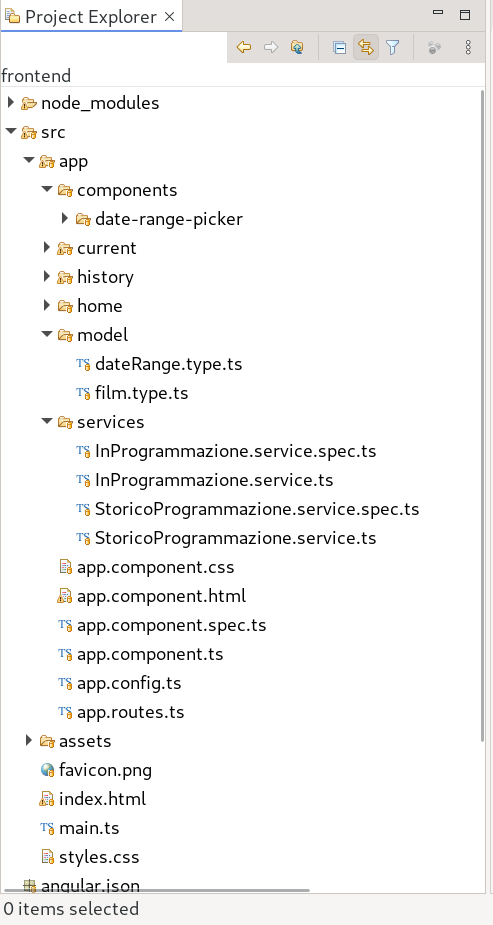 Project Explorer
frontend
node_modules
src
app
components
date-range-picker
current
history
home
model
dateRange.type.ts
film.type.ts
services
InProgrammazione.service.spec.ts
InProgrammazione.service.ts
StoricoProgrammazione.service.spec.ts
StoricoProgrammazione.service.ts
app.component.css
app.component.html
app.component.spec.ts
app.component.ts
app.config.ts
app.routes.ts
assets
favicon.png
index.html
main.ts
styles.css
angular.json
0 items selected